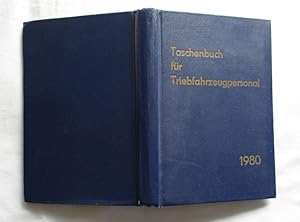 Taschenbuch
für
Triebfahrzeugpersonal
1980